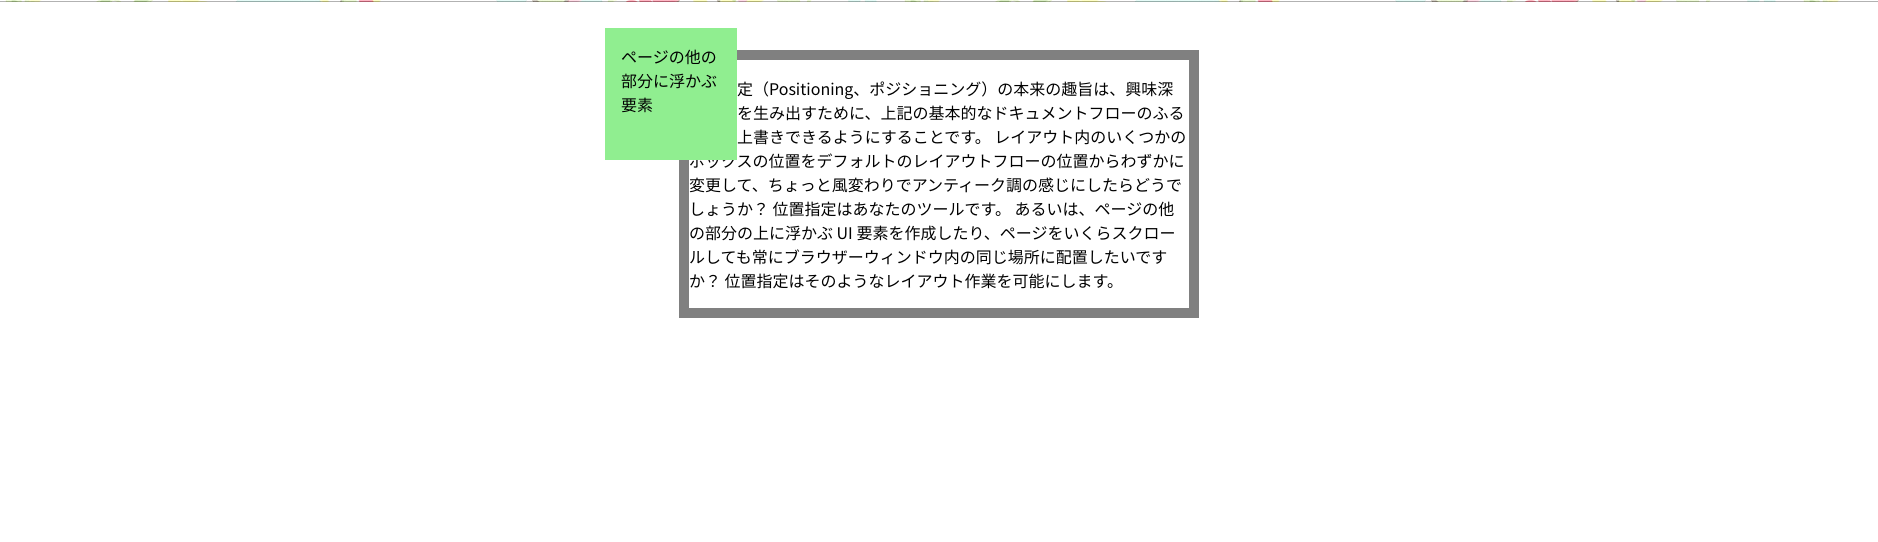 ページの他の
部分に浮かぶ
要素
定（Positioning、ポジショニング）の本来の趣旨は、興味深
を生み出すために、上記の基本的なドキュメントフローのふる
上書きできるようにすることです。 レイアウト内のいくつかの
ボックスの位置をデフォルトのレイアウトフローの位置からわずかに
変更して、ちょっと風変わりでアンティーク調の感じにしたらどうで
しょうか？ 位置指定はあなたのツールです。 あるいは、ページの他
の部分の上に浮かぶ UI 要素を作成したり、ページをいくらスクロー
ルしても常にブラウザーウィンドウ内の同じ場所に配置したいです
か？ 位置指定はそのようなレイアウト作業を可能にします。